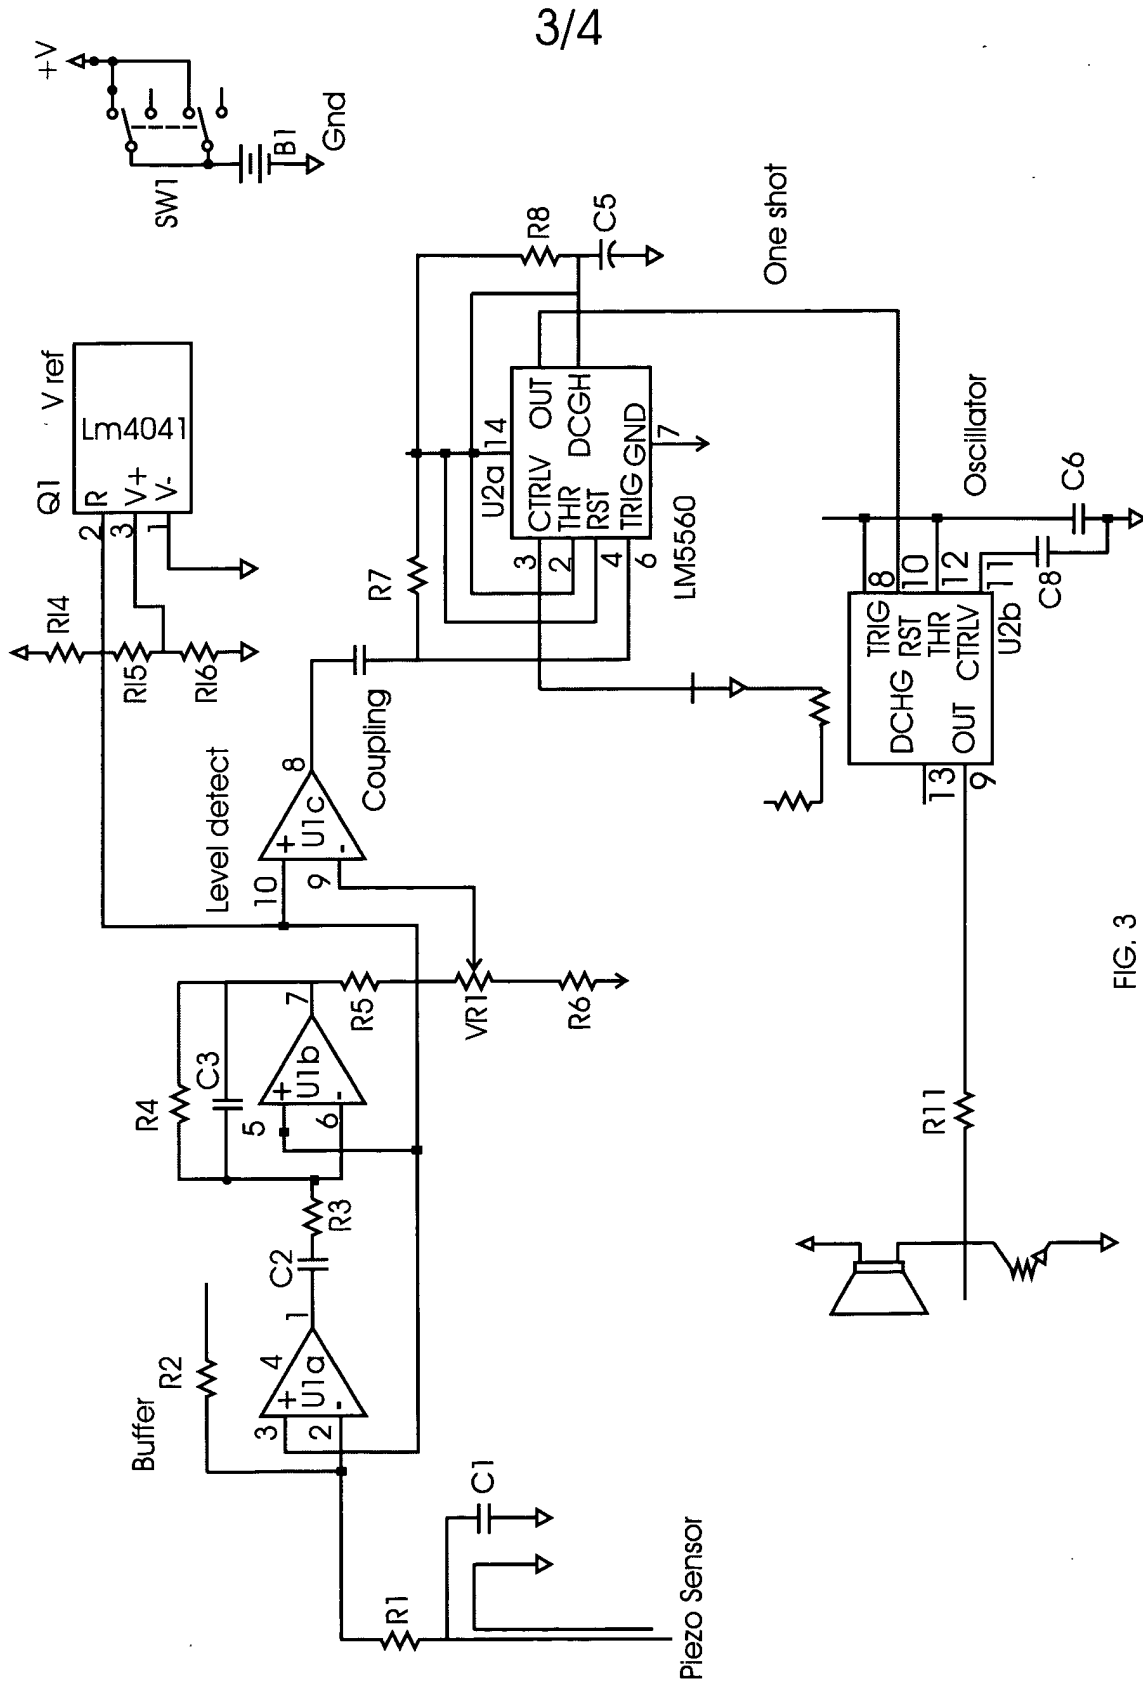 3/4
+V
SW1
B1
Gnd
V ref
Q1
Lm4041
R
V+
V-
2
3
1
R14
R15
R16
Level detect
10
9
+
-
U1c
8
Coupling
R7
R8
C5
U2a
14
CTRLV
THR
RST
TRIG
OUT
DCGH
GND
3
2
4
6
7
LM5560
One shot
Oscillator
C6
C8
8
10
12
11
TRIG
RST
THR
CTRLV
DCHG
OUT
U2b
13
9
R4
C3
5
6
+
-
U1b
7
R5
VR1
R6
Buffer
R2
3
2
4
+
-
U1a
1
C2
R3
R1
C1
Piezo Sensor
R11
FIG. 3